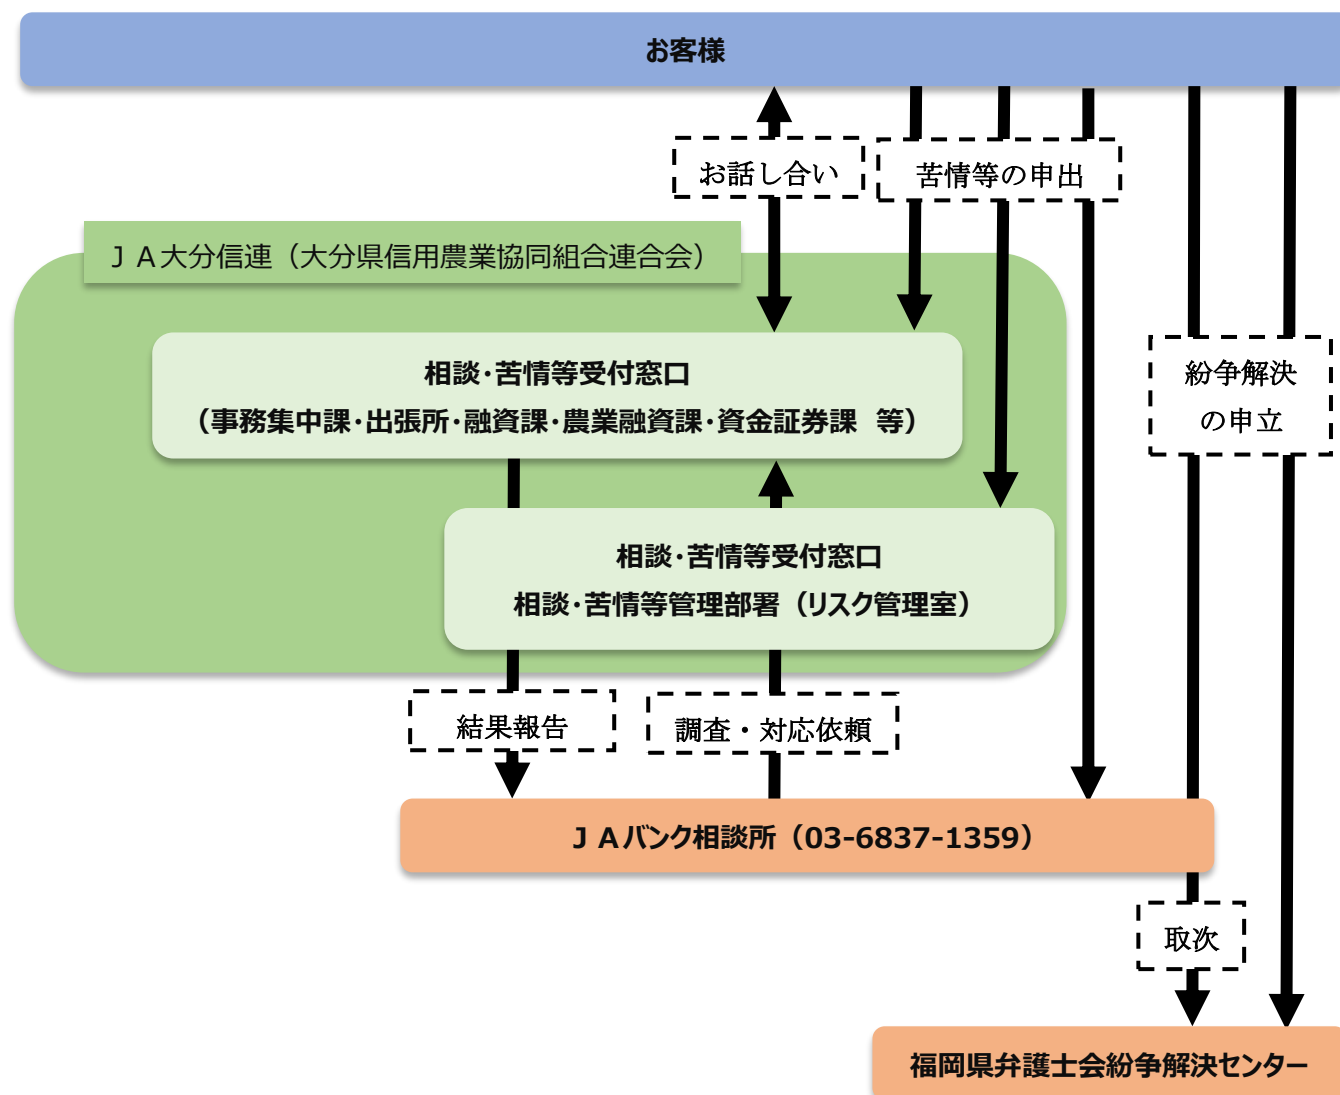 お客様
お話し合い
苦情等の申出
ＪＡ大分信連（大分県信用農業協同組合連合会）
相談･苦情等受付窓口
（事務集中課･出張所･融資課･農業融資課･資金証券課 等）
紛争解決
の申立
相談･苦情等受付窓口
相談･苦情等管理部署（リスク管理室）
結果報告
調査・対応依頼
ＪＡバンク相談所（03-6837-1359）
取次
福岡県弁護士会紛争解決センター